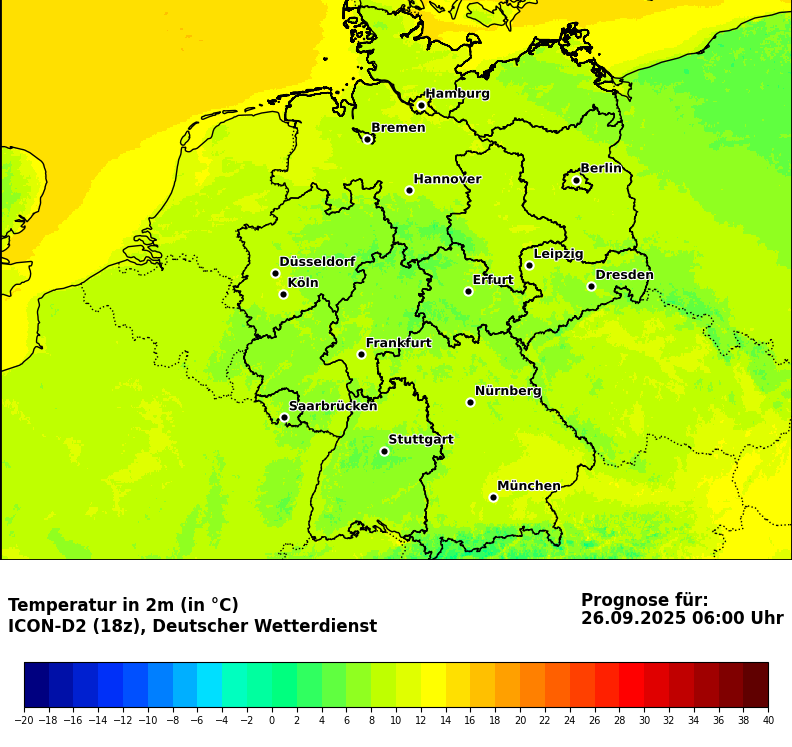 Hamburg
Bremen
Berlin
Hannover
Leipzig
Düsseldorf
Dresden
Köln
Erfurt
Frankfurt
Nürnberg
Saarbrücken
Stuttgart
München
Temperatur in 2m (in °C)
ICON-D2 (18z), Deutscher Wetterdienst
Prognose für:
26.09.2025 06:00 Uhr
−20 −18 −16 −14 −12 −10 −8 −6 −4 −2 0 2 4 6 8 10 12 14 16 18 20 22 24 26 28 30 32 34 36 38 40